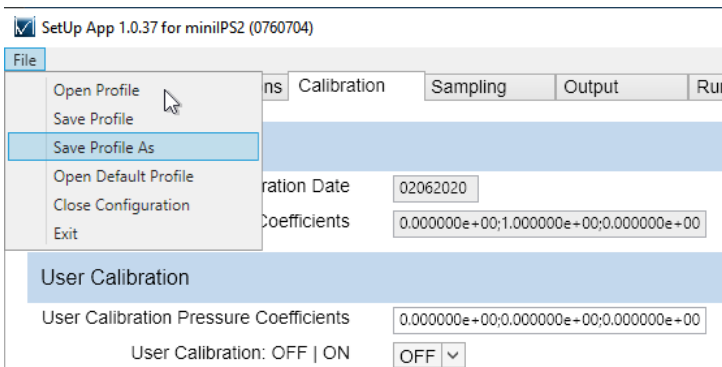 SetUp App 1.0.37 for miniIPS2 (0760704)
File
ns Calibration Sampling Output Ru
Open Profile
Save Profile
Save Profile As
Open Default Profile
Close Configuration
Exit
ration Date 02062020
Coefficients 0.000000e+00;1.000000e+00;0.000000e+00
User Calibration
User Calibration Pressure Coefficients 0.000000e+00;0.000000e+00;0.000000e+00
User Calibration: OFF | ON OFF